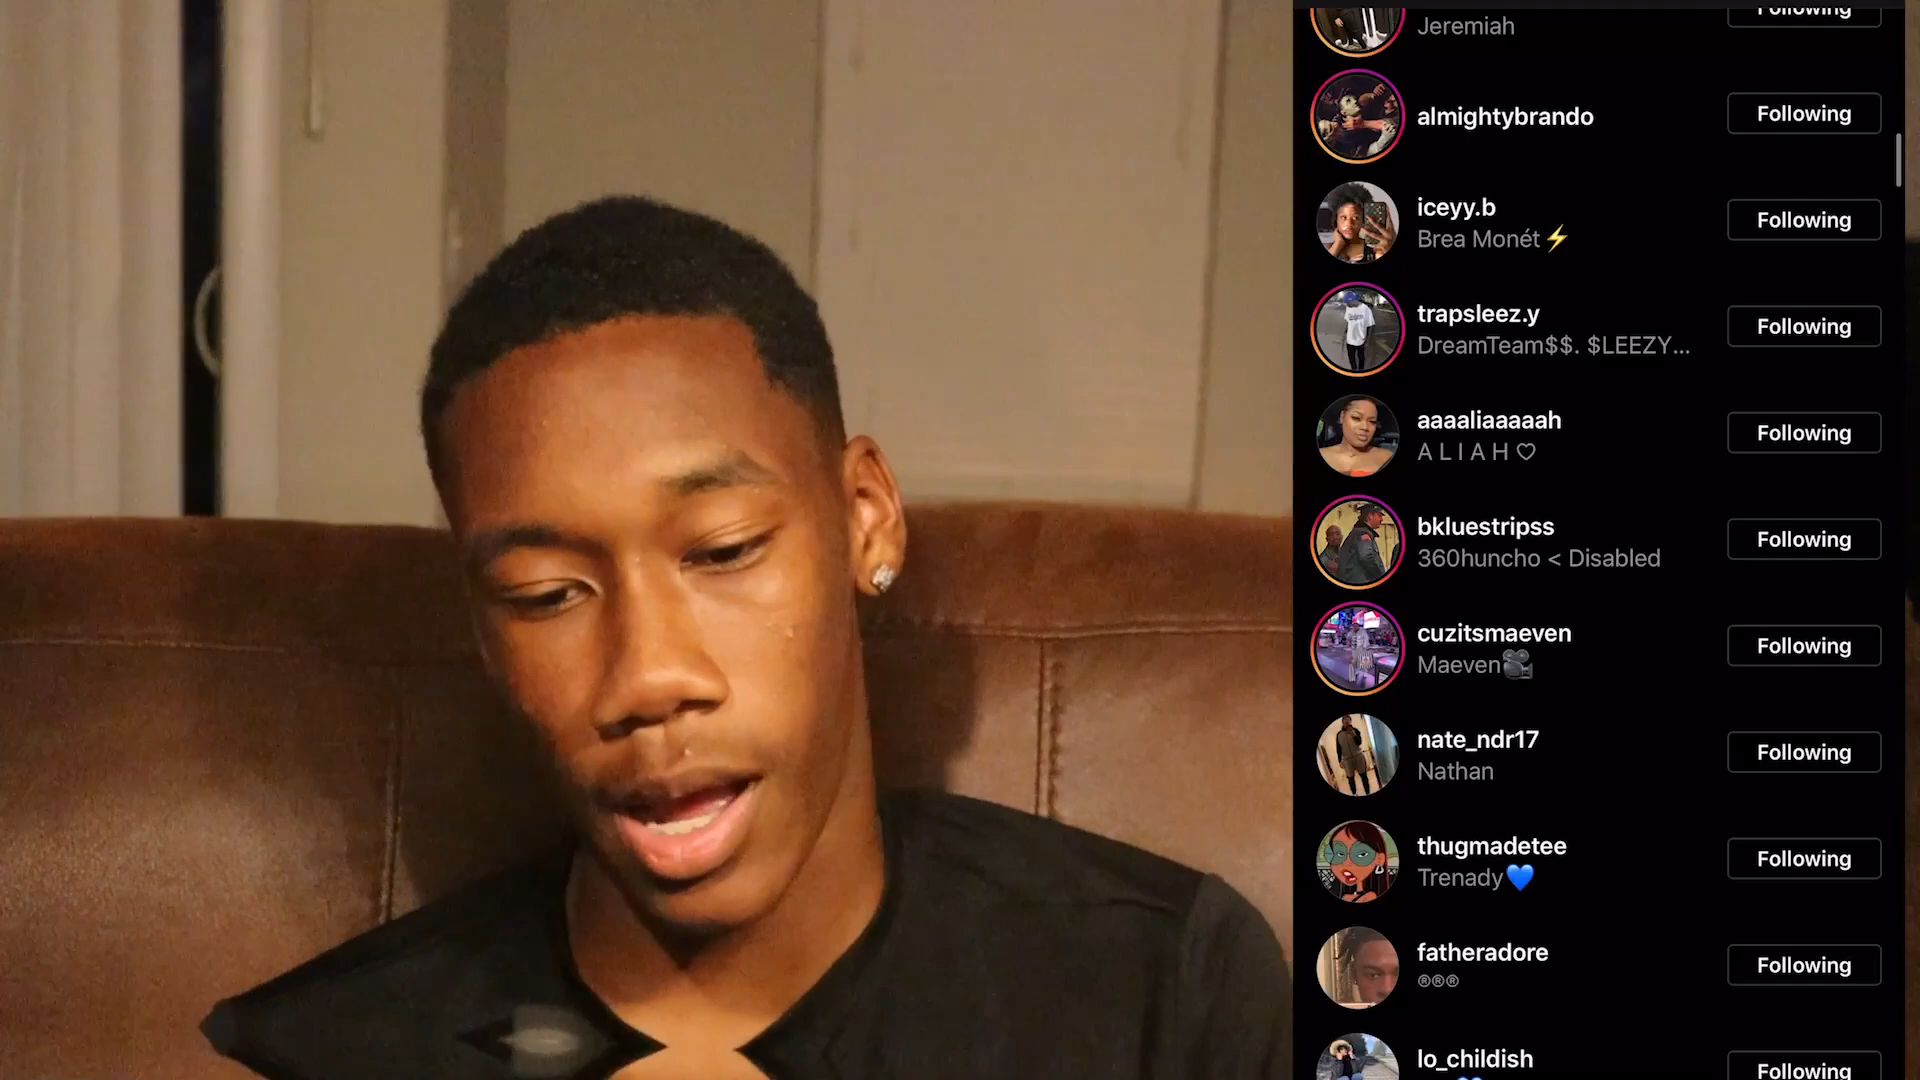 Following
Jeremiah
almightybrando
Following
iceyy.b
Brea Monét⚡
Following
trapsleez.y
DreamTeam$$. $LEEZY...
Following
aaaaliaaaaah
A L I A H ♡
Following
bkluestripss
360huncho < Disabled
Following
cuzitsmaeven
Maeven🎥
Following
nate_ndr17
Nathan
Following
thugmadetee
Trenady💙
Following
fatheradore
®®®
Following
lo_childish
Following